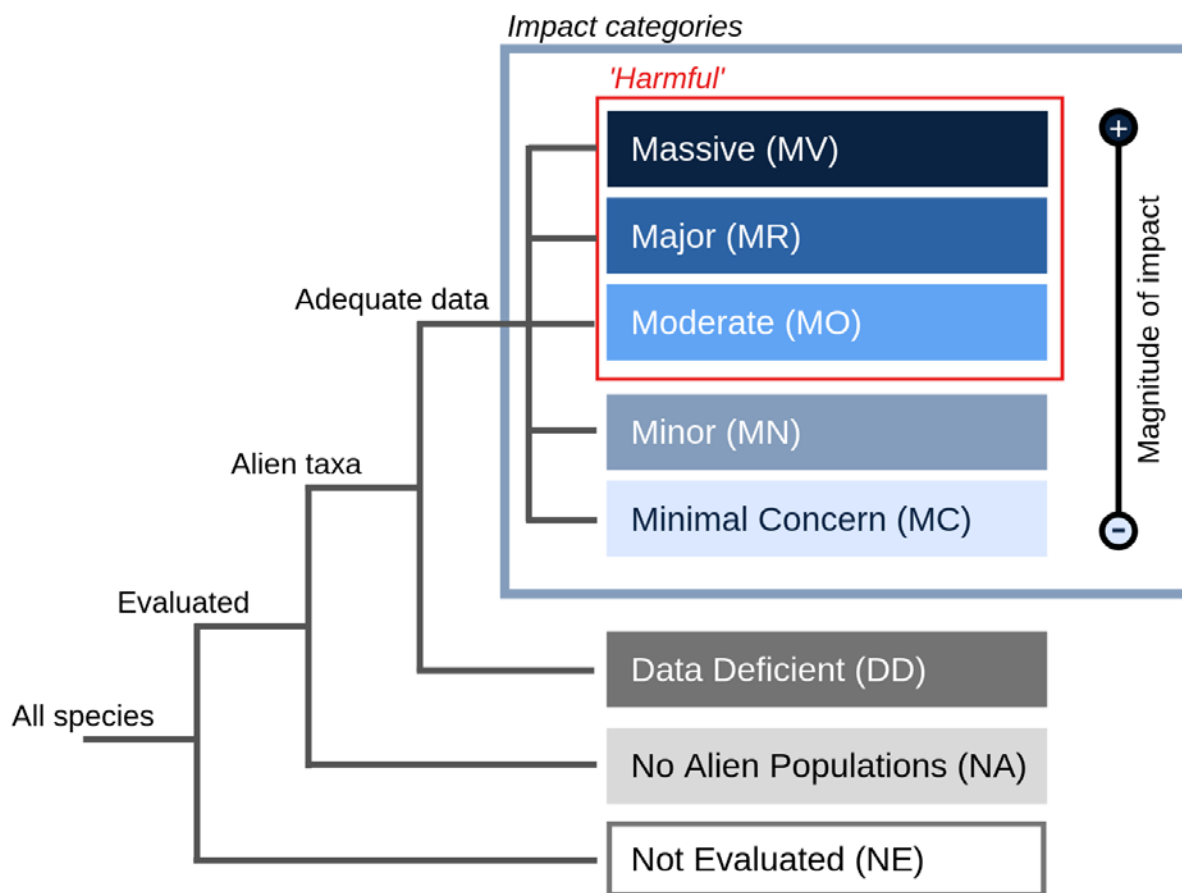 Impact categories
'Harmful'
Massive (MV)
+
Major (MR)
Magnitude of impact
Adequate data
Moderate (MO)
Minor (MN)
Alien taxa
Minimal Concern (MC)
-
Evaluated
Data Deficient (DD)
All species
No Alien Populations (NA)
Not Evaluated (NE)